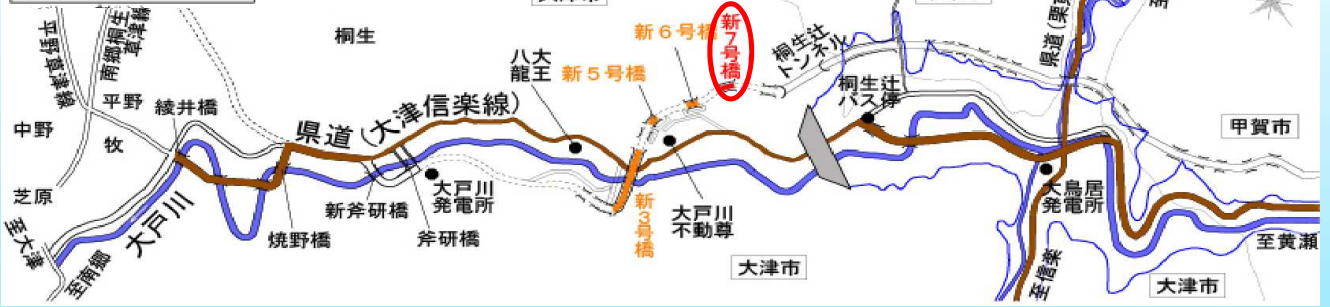 桐生
南郷桐生
草津線
平野
中野
牧
芝原
綾井橋
至大津
至南郷
大戸川
県道(大津信楽線)
焼野橋
新斧研橋
大戸川
発電所
斧研橋
八大
龍王
新5号橋
新6号橋
新7号橋
新3号橋
大戸川
不動尊
桐生辻
トンネル
桐生辻
バス停
大津市
県道(栗東
甲賀市
大鳥居
発電所
至信楽
大津市
至黄瀬